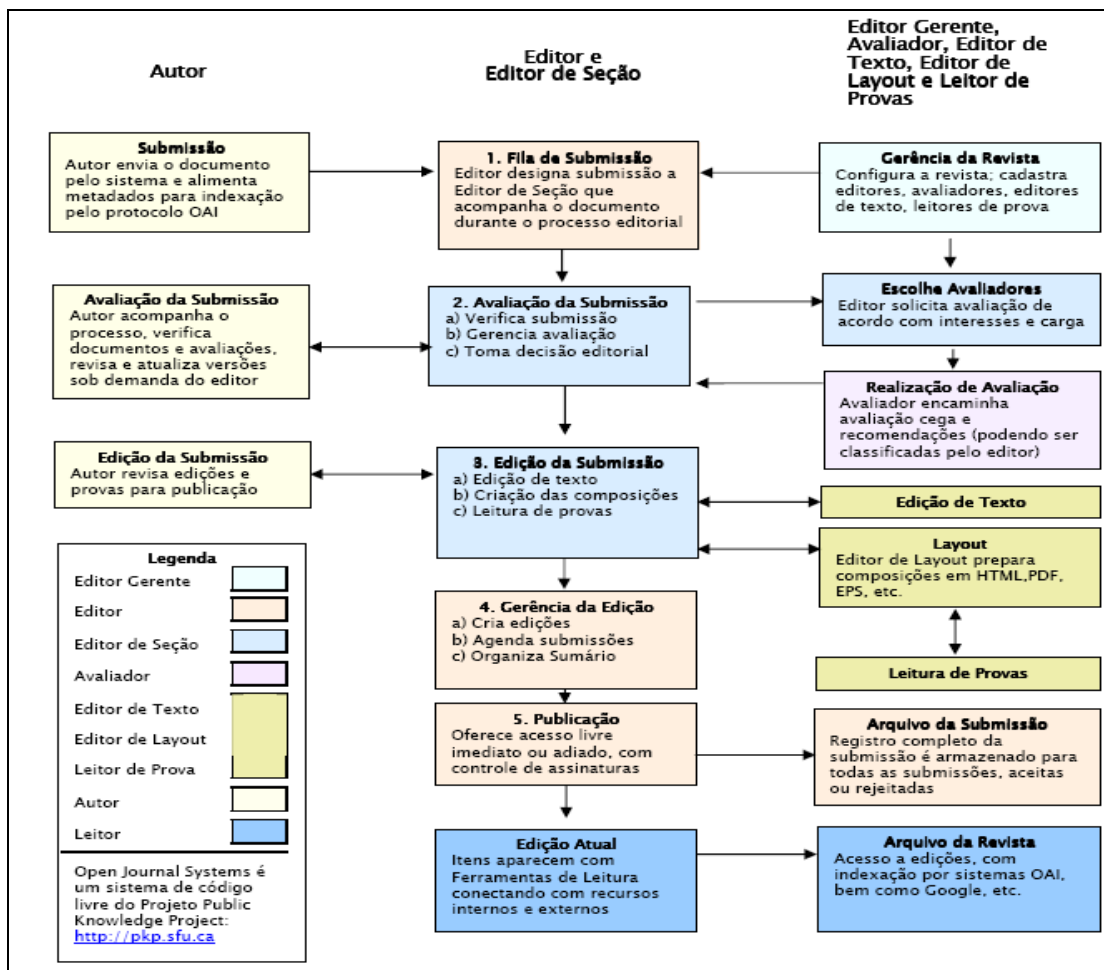 Autor
Editor e
Editor de Seção
Editor Gerente,
Avaliador, Editor de
Texto, Editor de
Layout e Leitor de
Provas
Submissão
Autor envia o documento
pelo sistema e alimenta
metadados para indexação
pelo protocolo OAI
1. Fila de Submissão
Editor designa submissão a
Editor de Seção que
acompanha o documento
durante o processo editorial
Gerência da Revista
Configura a revista; cadastra
editores, avaliadores, editores
de texto, leitores de prova
Avaliação da Submissão
Autor acompanha o
processo, verifica
documentos e avaliações,
revisa e atualiza versões
sob demanda do editor
2. Avaliação da Submissão
a) Verifica submissão
b) Gerencia avaliação
c) Toma decisão editorial
Escolhe Avaliadores
Editor solicita avaliação de
acordo com interesses e carga
Realização de Avaliação
Avaliador encaminha
avaliação cega e
recomendações (podendo ser
classificadas pelo editor)
Edição da Submissão
Autor revisa edições e
provas para publicação
3. Edição da Submissão
a) Edição de texto
b) Criação das composições
c) Leitura de provas
Edição de Texto
Layout
Editor de Layout prepara
composições em HTML,PDF,
EPS, etc.
Leitura de Provas
4. Gerência da Edição
a) Cria edições
b) Agenda submissões
c) Organiza Sumário
5. Publicação
Oferece acesso livre
imediato ou adiado, com
controle de assinaturas
Arquivo da Submissão
Registro completo da
submissão é armazenado para
todas as submissões, aceitas
ou rejeitadas
Edição Atual
Itens aparecem com
Ferramentas de Leitura
conectando com recursos
internos e externos
Arquivo da Revista
Acesso a edições, com
indexação por sistemas OAI,
bem como Google, etc.
Legenda
Editor Gerente
Editor
Editor de Seção
Avaliador
Editor de Texto
Editor de Layout
Leitor de Prova
Autor
Leitor
Open Journal Systems é
um sistema de código
livre do Projeto Public
Knowledge Project:
http://pkp.sfu.ca